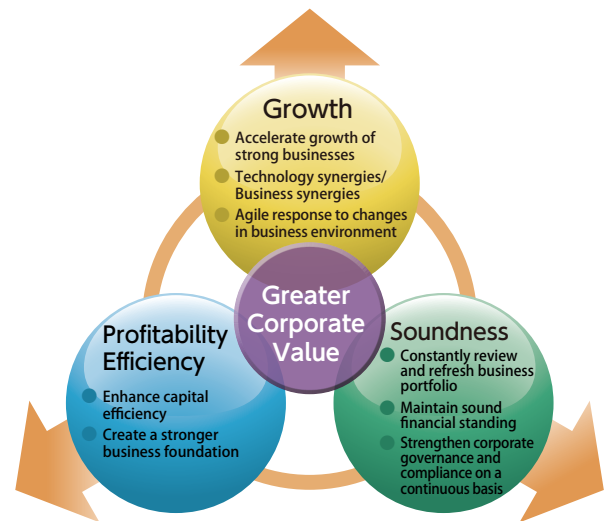 Growth
Accelerate growth of
strong businesses
Technology synergies/
Business synergies
Agile response to changes
in business environment
Greater
Corporate
Value
Profitability
Efficiency
Enhance capital
efficiency
Create a stronger
business foundation
Soundness
Constantly review
and refresh business
portfolio
Maintain sound
financial standing
Strengthen corporate
governance and
compliance on a
continuous basis